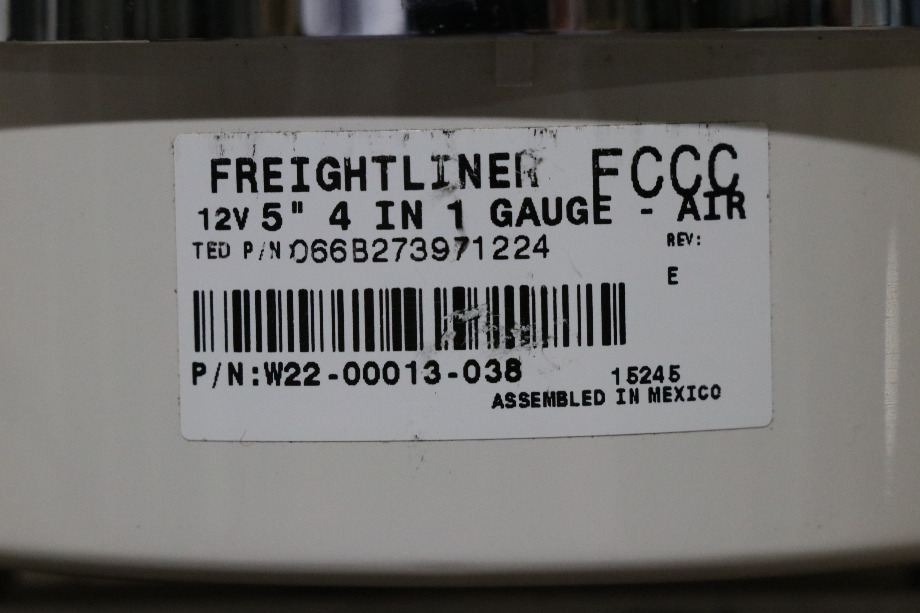 FREIGHTLINER FCCC
12V 5" 4 IN 1 GAUGE - AIR
TED P/N:066B273971224 REV:
E
P/N:W22-00013-038 15245
ASSEMBLED IN MEXICO